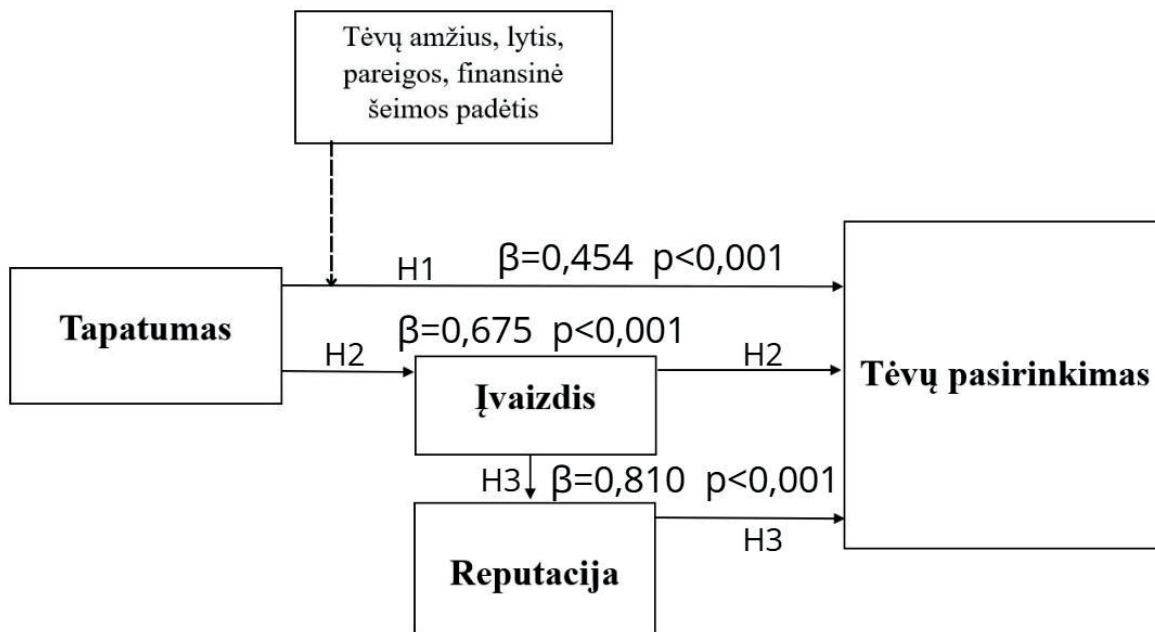 Tėvų amžius, lytis,
pareigos, finansinė
šeimos padėtis
H1
β=0,454 p<0,001
Tapatumas
β=0,675 p<0,001
H2
H2
Įvaizdis
Tėvų pasirinkimas
H3
β=0,810 p<0,001
H3
Reputacija